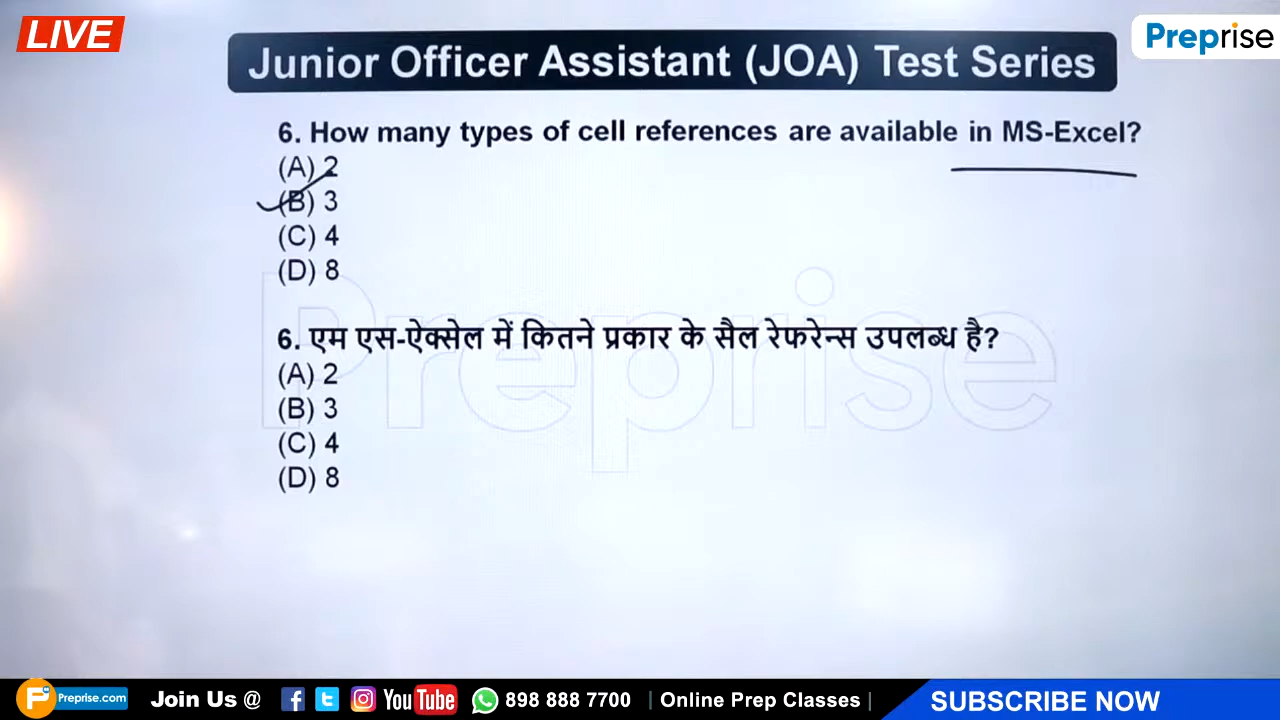 LIVE
Preprise
Junior Officer Assistant (JOA) Test Series
6. How many types of cell references are available in MS-Excel?
(A) 2
(B) 3
(C) 4
(D) 8
Preprise
6. एम एस-ऐक्सेल में कितने प्रकार के सैल रेफरेन्स उपलब्ध है?
(A) 2
(B) 3
(C) 4
(D) 8
Preprise.com Join Us @ YouTube 898 888 7700 | Online Prep Classes | SUBSCRIBE NOW